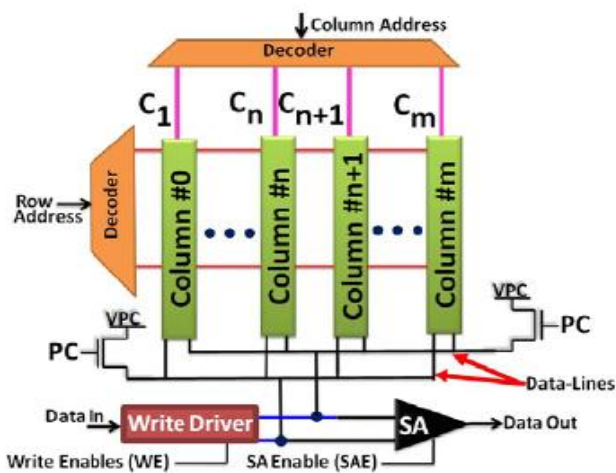 Column Address
Decoder
C1
Cn
Cn+1
Cm
Row
Address
Decoder
Column #0
Column #n
Column #n+1
Column #m
VPC
PC
VPC
PC
Data-Lines
Data In
Write Driver
SA
Data Out
Write Enables (WE)
SA Enable (SAE)